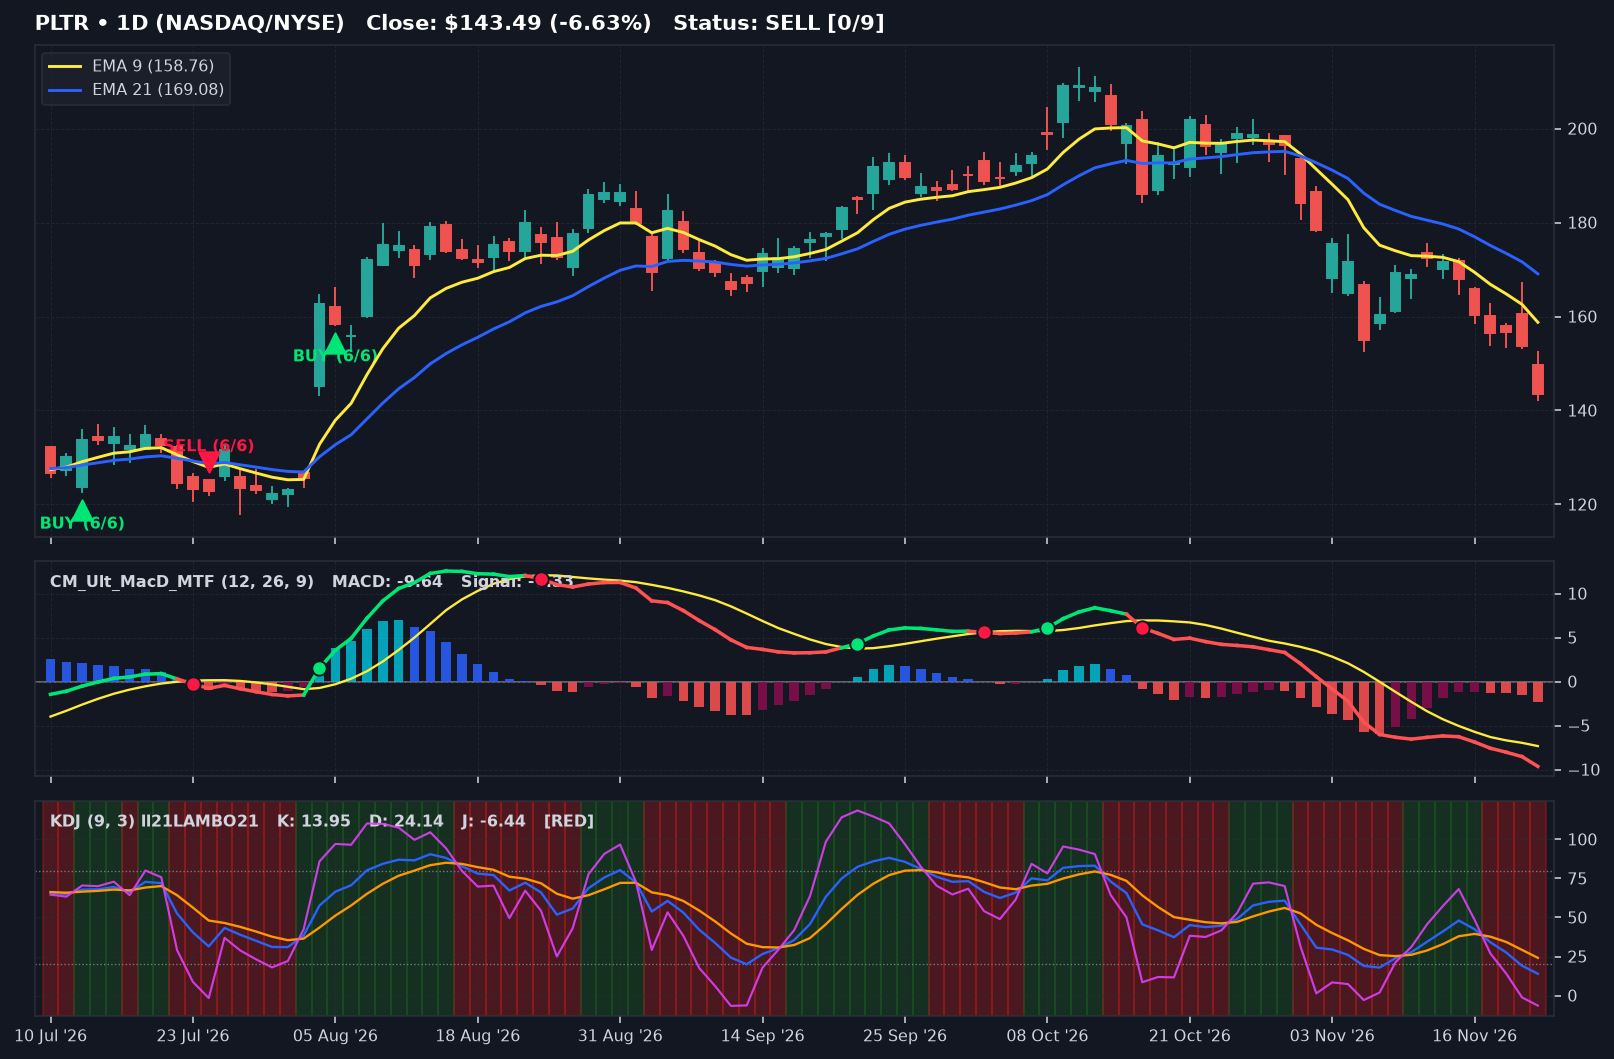 PLTR • 1D (NASDAQ/NYSE)   Close: $143.49 (-6.63%)   Status: SELL [0/9]
EMA 9 (158.76)
EMA 21 (169.08)
200
180
160
140
120
BUY (6/6)
SELL (6/6)
BUY (6/6)
CM_Ult_MacD_MTF (12, 26, 9)   MACD: -9.64   Signal: -7.33
10
5
0
−5
−10
KDJ (9, 3) II21LAMBO21   K: 13.95   D: 24.14   J: -6.44   [RED]
100
75
50
25
0
10 Jul '26
23 Jul '26
05 Aug '26
18 Aug '26
31 Aug '26
14 Sep '26
25 Sep '26
08 Oct '26
21 Oct '26
03 Nov '26
16 Nov '26